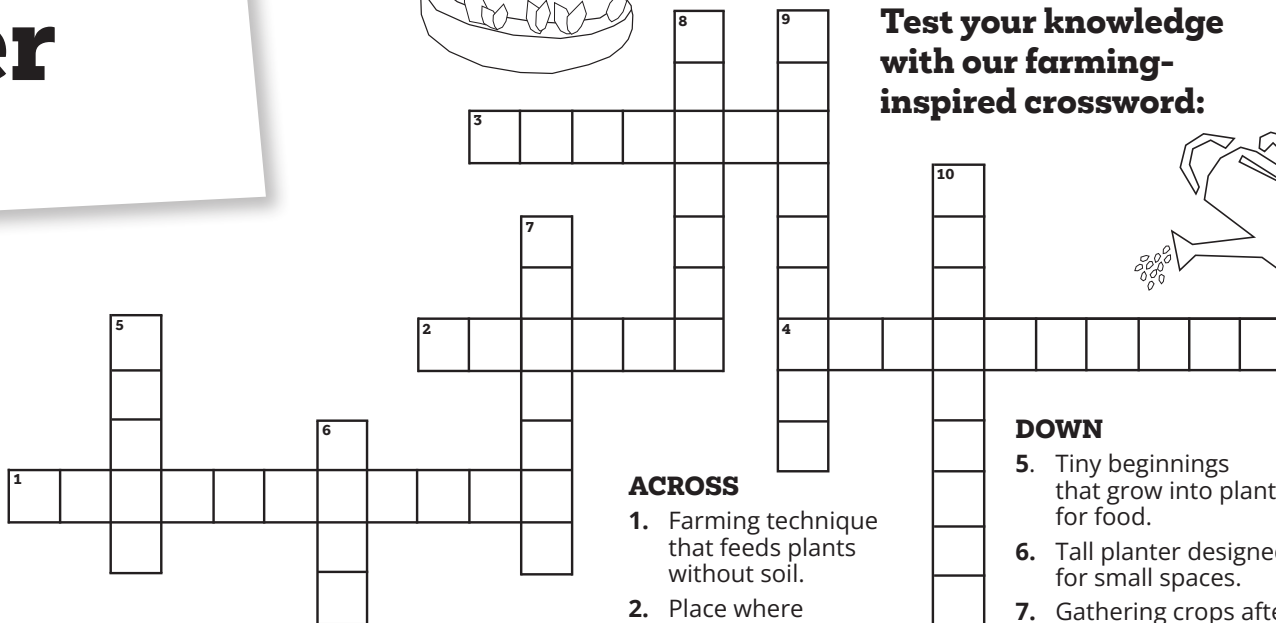 er
Test your knowledge
with our farming-
inspired crossword:
8
9
3
10
7
5
2
4
6
1
ACROSS
1. Farming technique
that feeds plants
without soil.
2. Place where
DOWN
5. Tiny beginnings
that grow into plant
for food.
6. Tall planter designe
for small spaces.
7. Gathering crops afte